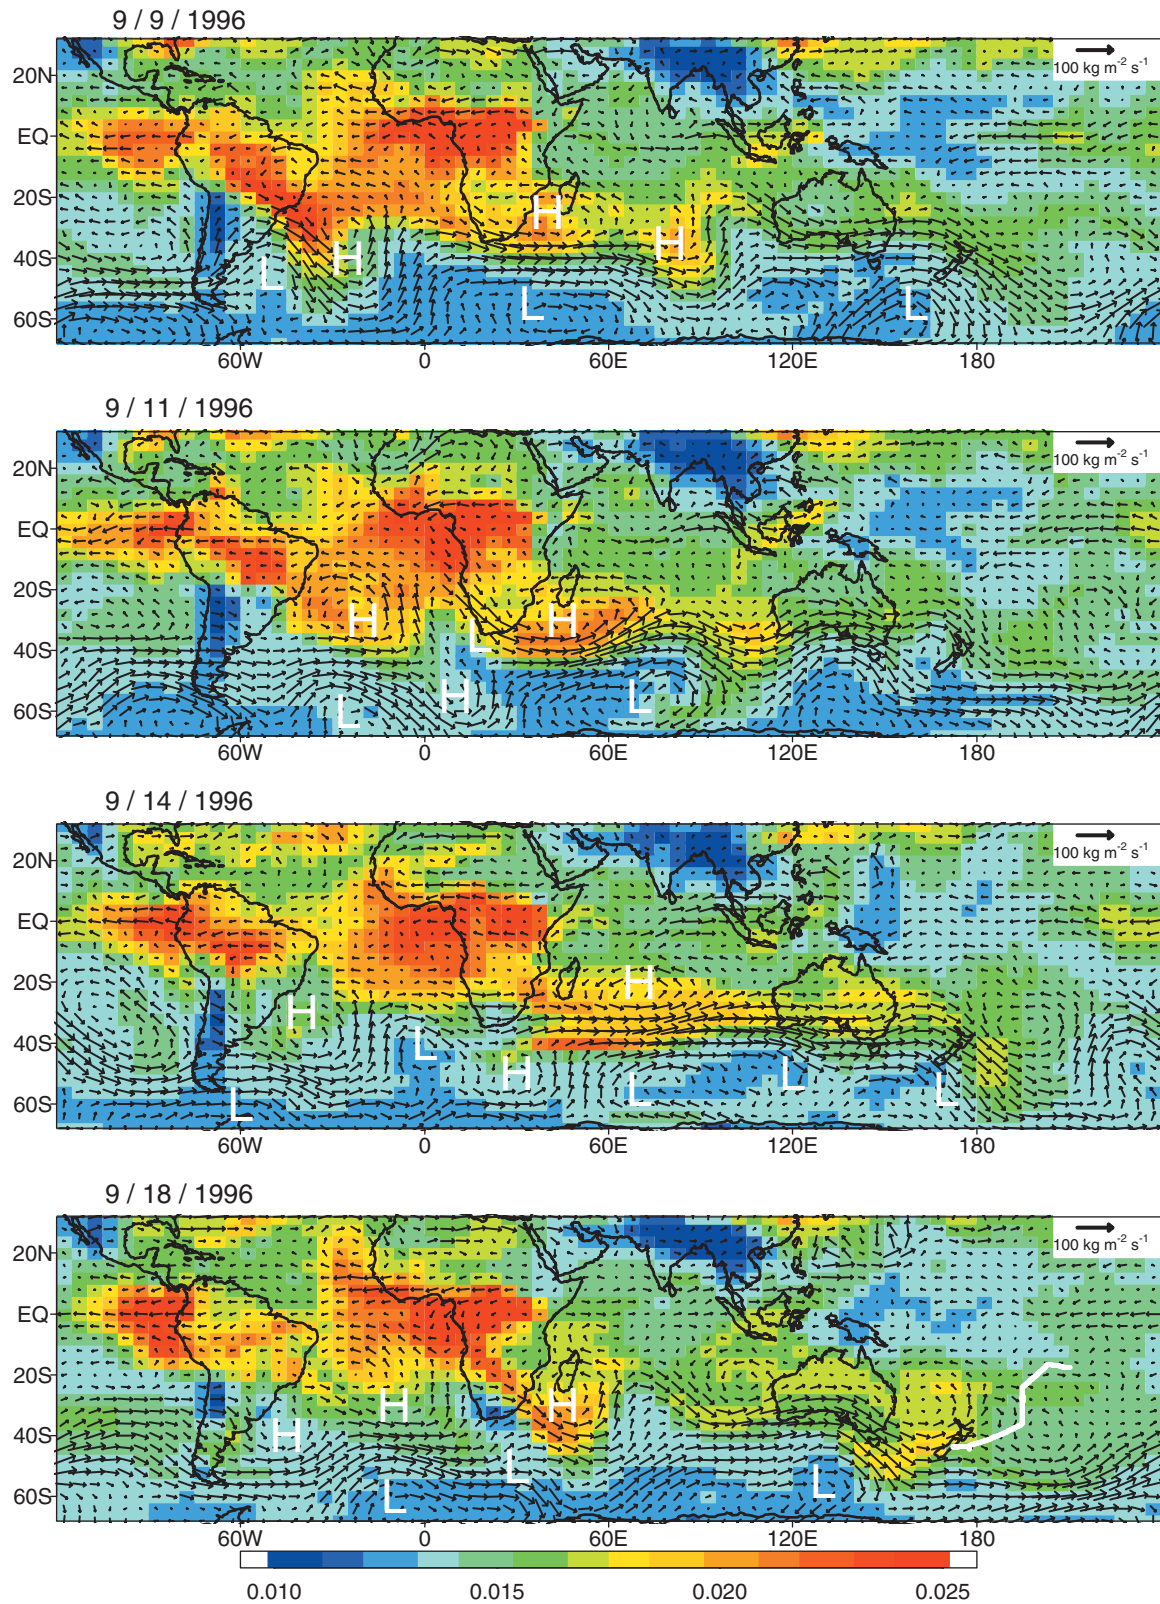 9 / 9 / 1996
100 kg m⁻² s⁻¹
20N
EQ
20S
H
H
H
40S
L
L
L
60S
60W 0 60E 120E 180
9 / 11 / 1996
100 kg m⁻² s⁻¹
20N
EQ
20S
H
H
L
40S
H
L
L
60S
60W 0 60E 120E 180
9 / 14 / 1996
100 kg m⁻² s⁻¹
20N
EQ
20S
H
H
40S
L
H
L
L
L
60S
L
60W 0 60E 120E 180
9 / 18 / 1996
100 kg m⁻² s⁻¹
20N
EQ
20S
H
H
H
40S
L
L
L
60S
60W 0 60E 120E 180
0.010 0.015 0.020 0.025